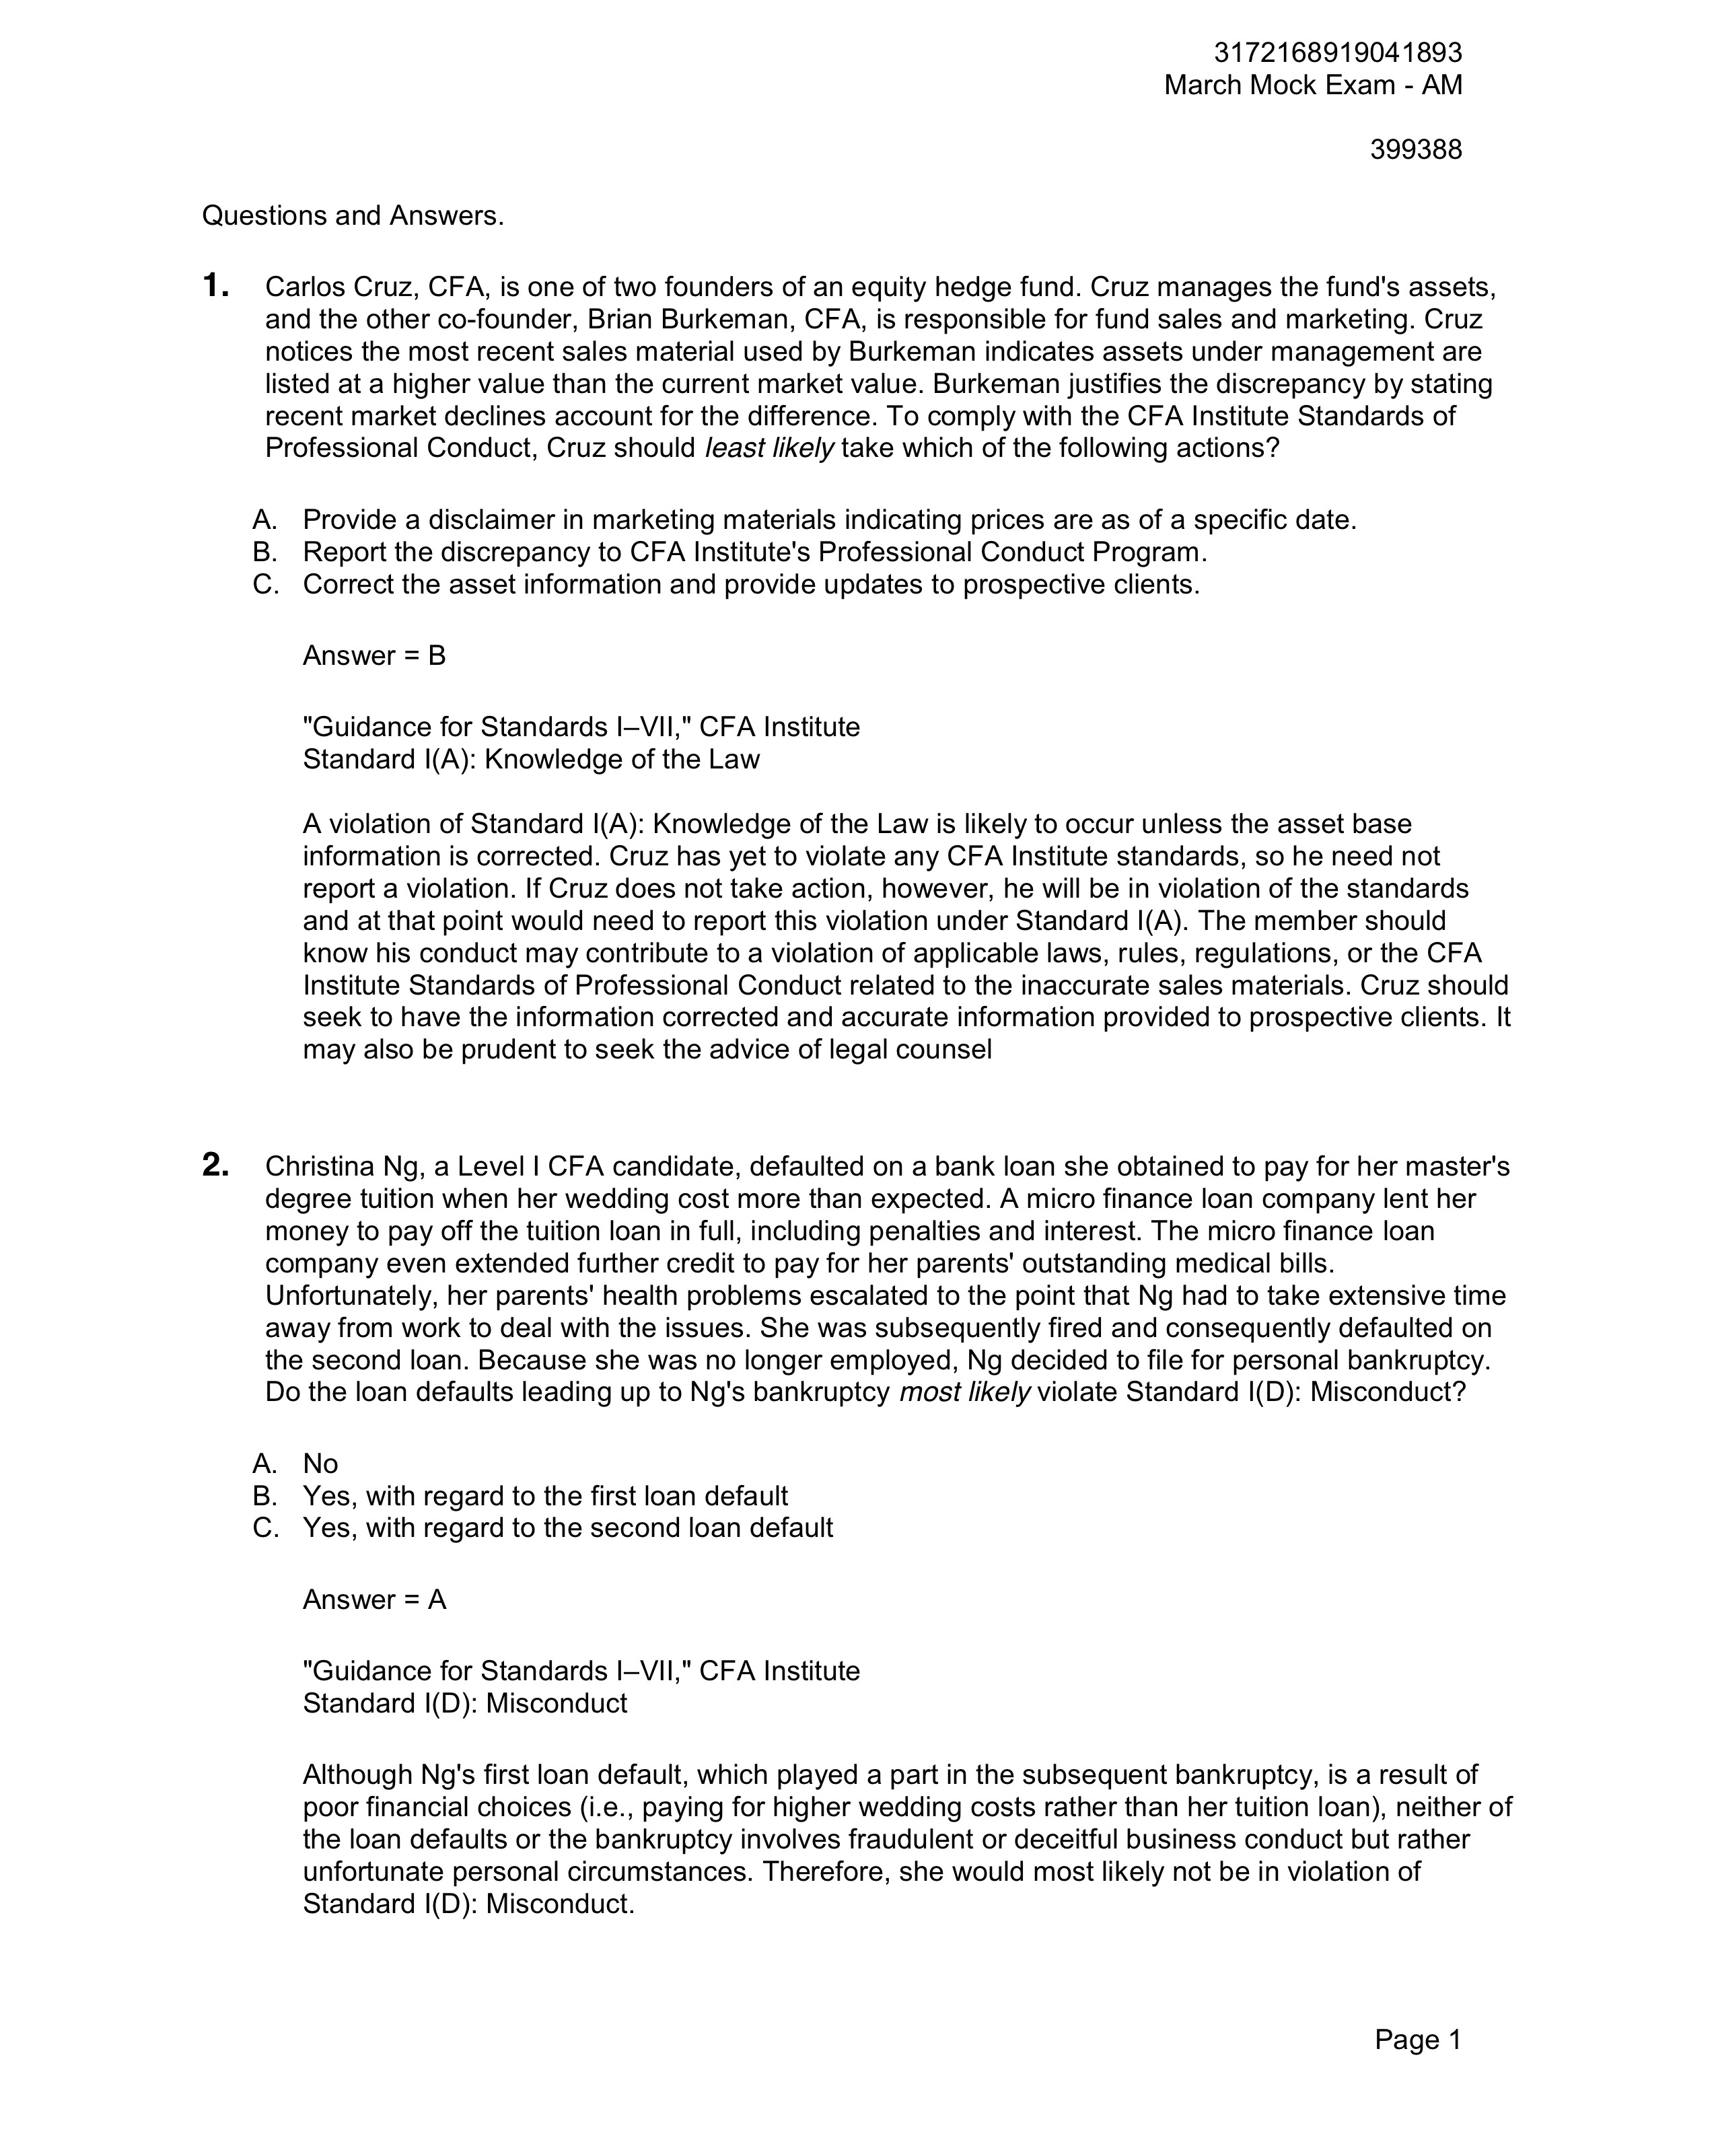 3172168919041893
March Mock Exam - AM
399388
Questions and Answers.
1. Carlos Cruz, CFA, is one of two founders of an equity hedge fund. Cruz manages the fund's assets,
and the other co-founder, Brian Burkeman, CFA, is responsible for fund sales and marketing. Cruz
notices the most recent sales material used by Burkeman indicates assets under management are
listed at a higher value than the current market value. Burkeman justifies the discrepancy by stating
recent market declines account for the difference. To comply with the CFA Institute Standards of
Professional Conduct, Cruz should least likely take which of the following actions?
A. Provide a disclaimer in marketing materials indicating prices are as of a specific date.
B. Report the discrepancy to CFA Institute's Professional Conduct Program.
C. Correct the asset information and provide updates to prospective clients.
Answer = B
"Guidance for Standards I–VII," CFA Institute
Standard I(A): Knowledge of the Law
A violation of Standard I(A): Knowledge of the Law is likely to occur unless the asset base
information is corrected. Cruz has yet to violate any CFA Institute standards, so he need not
report a violation. If Cruz does not take action, however, he will be in violation of the standards
and at that point would need to report this violation under Standard I(A). The member should
know his conduct may contribute to a violation of applicable laws, rules, regulations, or the CFA
Institute Standards of Professional Conduct related to the inaccurate sales materials. Cruz should
seek to have the information corrected and accurate information provided to prospective clients. It
may also be prudent to seek the advice of legal counsel
2. Christina Ng, a Level I CFA candidate, defaulted on a bank loan she obtained to pay for her master's
degree tuition when her wedding cost more than expected. A micro finance loan company lent her
money to pay off the tuition loan in full, including penalties and interest. The micro finance loan
company even extended further credit to pay for her parents' outstanding medical bills.
Unfortunately, her parents' health problems escalated to the point that Ng had to take extensive time
away from work to deal with the issues. She was subsequently fired and consequently defaulted on
the second loan. Because she was no longer employed, Ng decided to file for personal bankruptcy.
Do the loan defaults leading up to Ng's bankruptcy most likely violate Standard I(D): Misconduct?
A. No
B. Yes, with regard to the first loan default
C. Yes, with regard to the second loan default
Answer = A
"Guidance for Standards I–VII," CFA Institute
Standard I(D): Misconduct
Although Ng's first loan default, which played a part in the subsequent bankruptcy, is a result of
poor financial choices (i.e., paying for higher wedding costs rather than her tuition loan), neither of
the loan defaults or the bankruptcy involves fraudulent or deceitful business conduct but rather
unfortunate personal circumstances. Therefore, she would most likely not be in violation of
Standard I(D): Misconduct.
Page 1